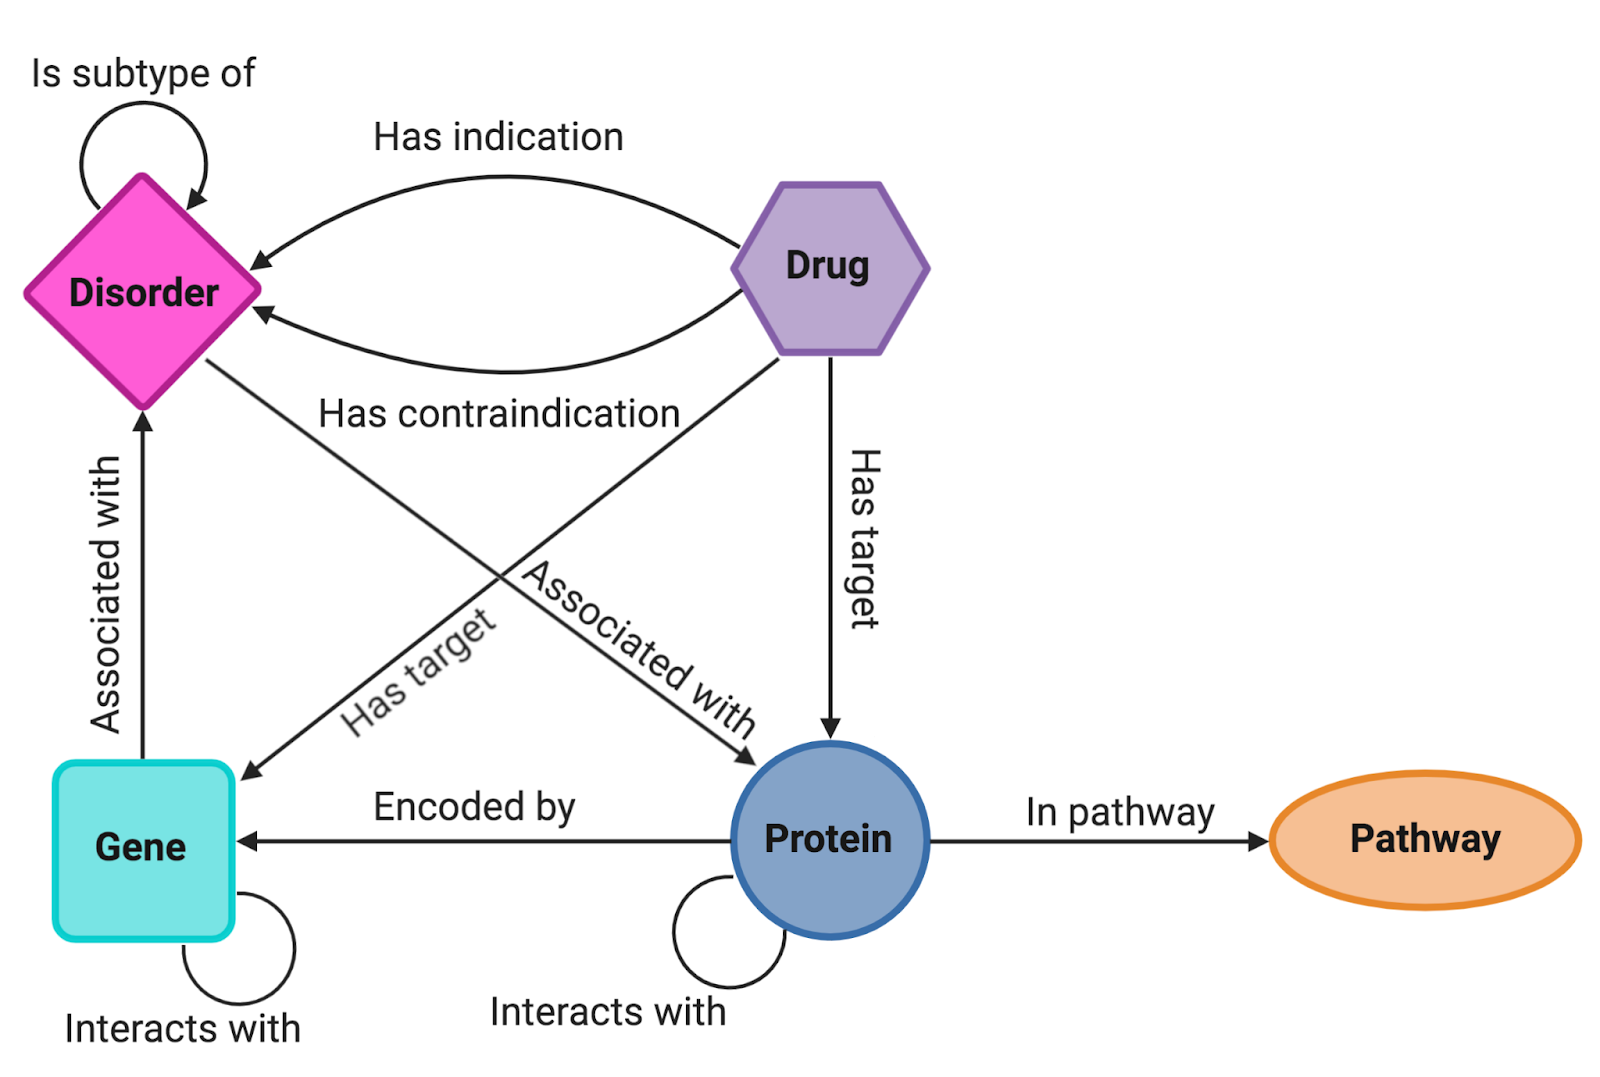 Is subtype of
Has indication
Drug
Disorder
Has contraindication
Associated with
Has target
Associated with
Has target
Encoded by
In pathway
Gene
Protein
Pathway
Interacts with
Interacts with